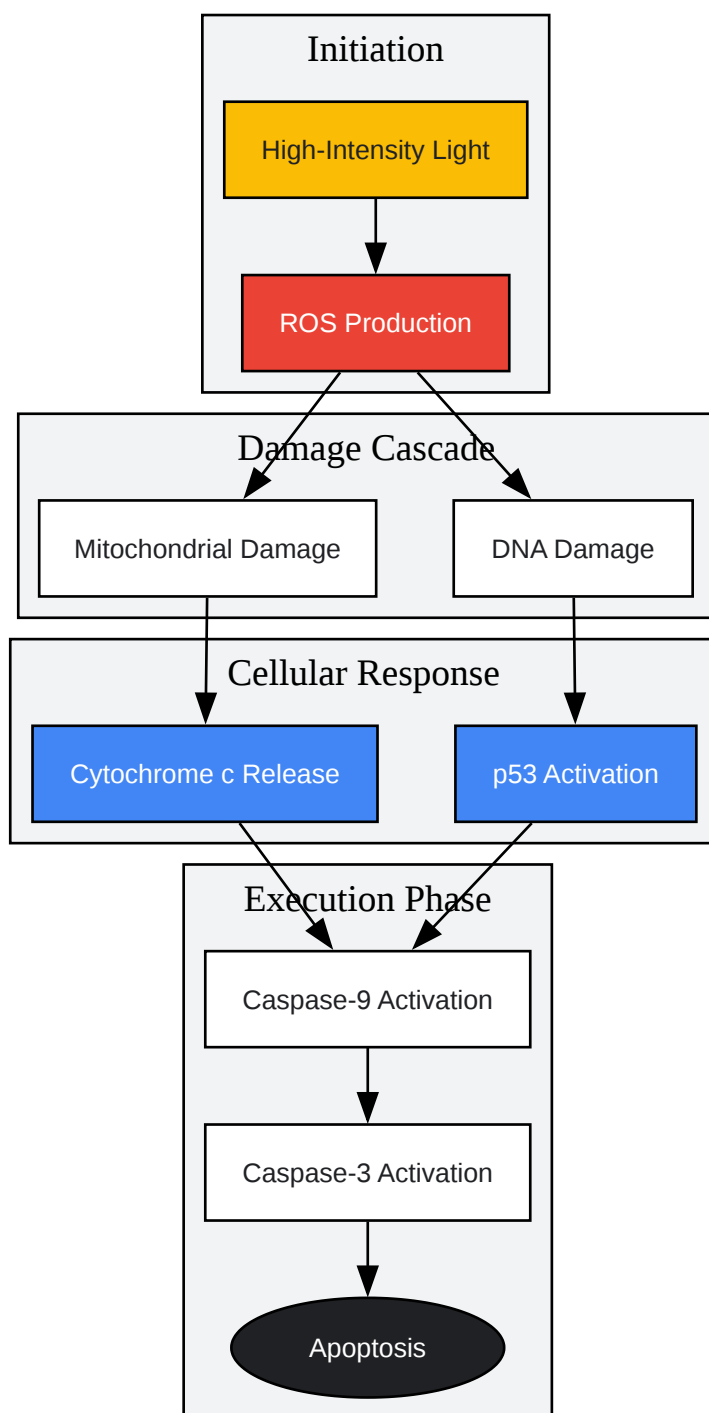 Initiation
High-Intensity Light
ROS Production
Damage Cascade
Mitochondrial Damage
DNA Damage
Cellular Response
Cytochrome c Release
p53 Activation
Execution Phase
Caspase-9 Activation
Caspase-3 Activation
Apoptosis